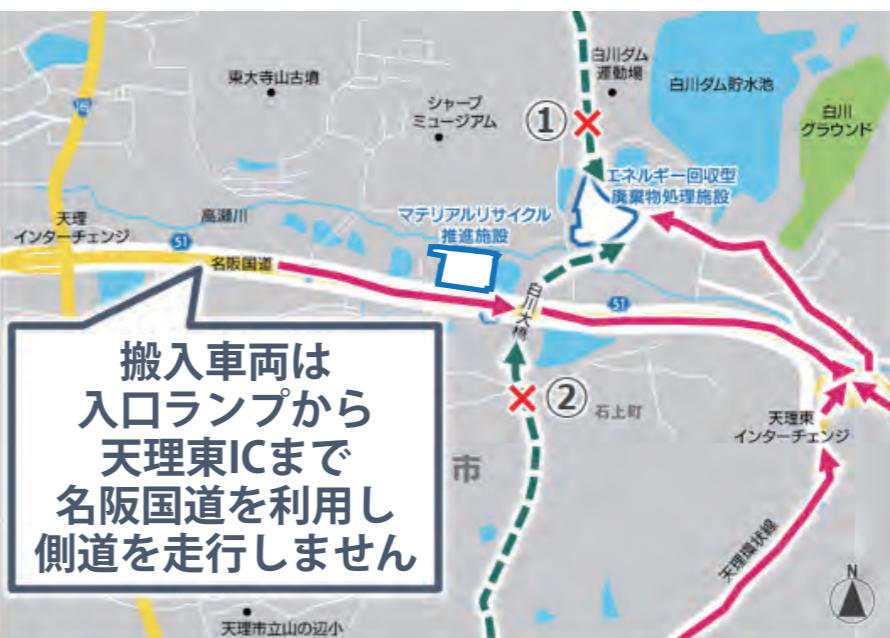 東大寺山古墳
シャープ
ミュージアム
①
白川ダム
運動場
白川ダム貯水池
白川
グラウンド
エネルギー回収型
廃棄物処理施設
天理
インターチェンジ
51
高瀬川
名阪国道
マテリアルリサイクル
推進施設
白川大橋
51
搬入車両は
入口ランプから
天理東ICまで
名阪国道を利用し
側道を走行しません
②
石上町
天理東
インターチェンジ
市
天理環状線
N
天理市立山の辺小